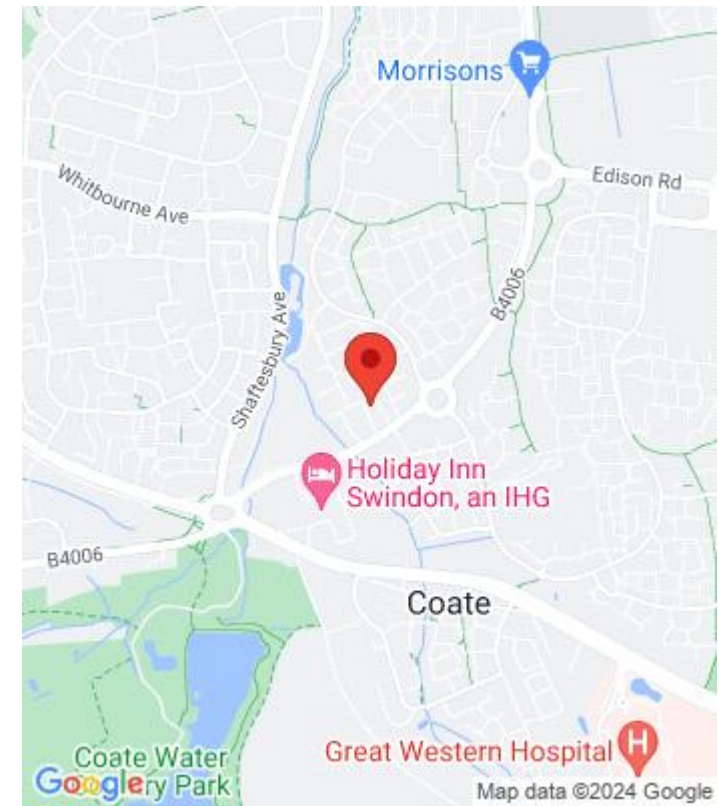 Morrisons
Edison Rd
Whitbourne Ave
B4006
Shaftesbury Ave
Holiday Inn
Swindon, an IHG
B4006
Coate
Great Western Hospital
H
Coate Water
ry Park
Google
Map data ©2024 Google